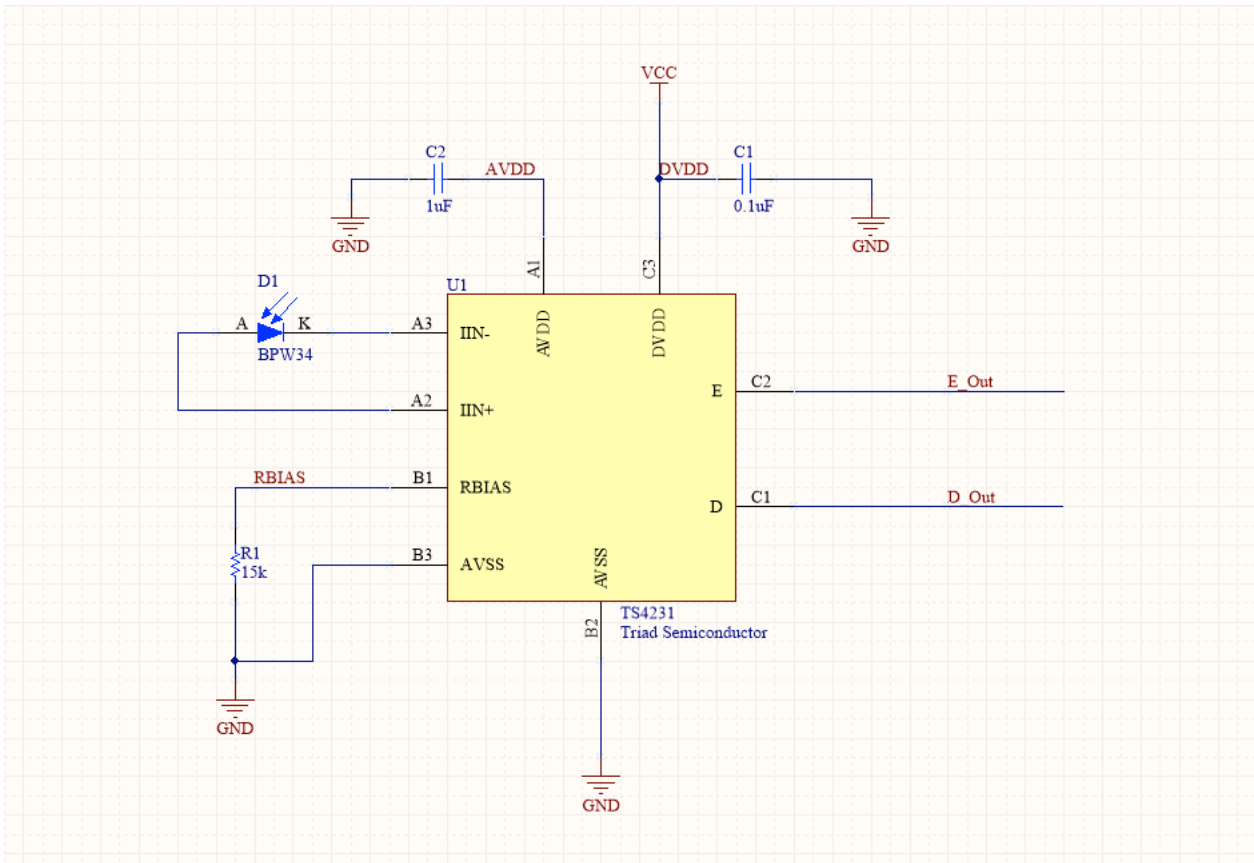 VCC
C2
AVDD
DVDD
C1
1uF
0.1uF
GND
GND
A1
C3
D1
U1
A
K
A3
IIN-
AVDD
DVDD
BPW34
E
C2
E_Out
A2
IIN+
RBIAS
B1
RBIAS
D
C1
D_Out
R1
15k
B3
AVSS
AVSS
TS4231
Triad Semiconductor
B2
GND
GND